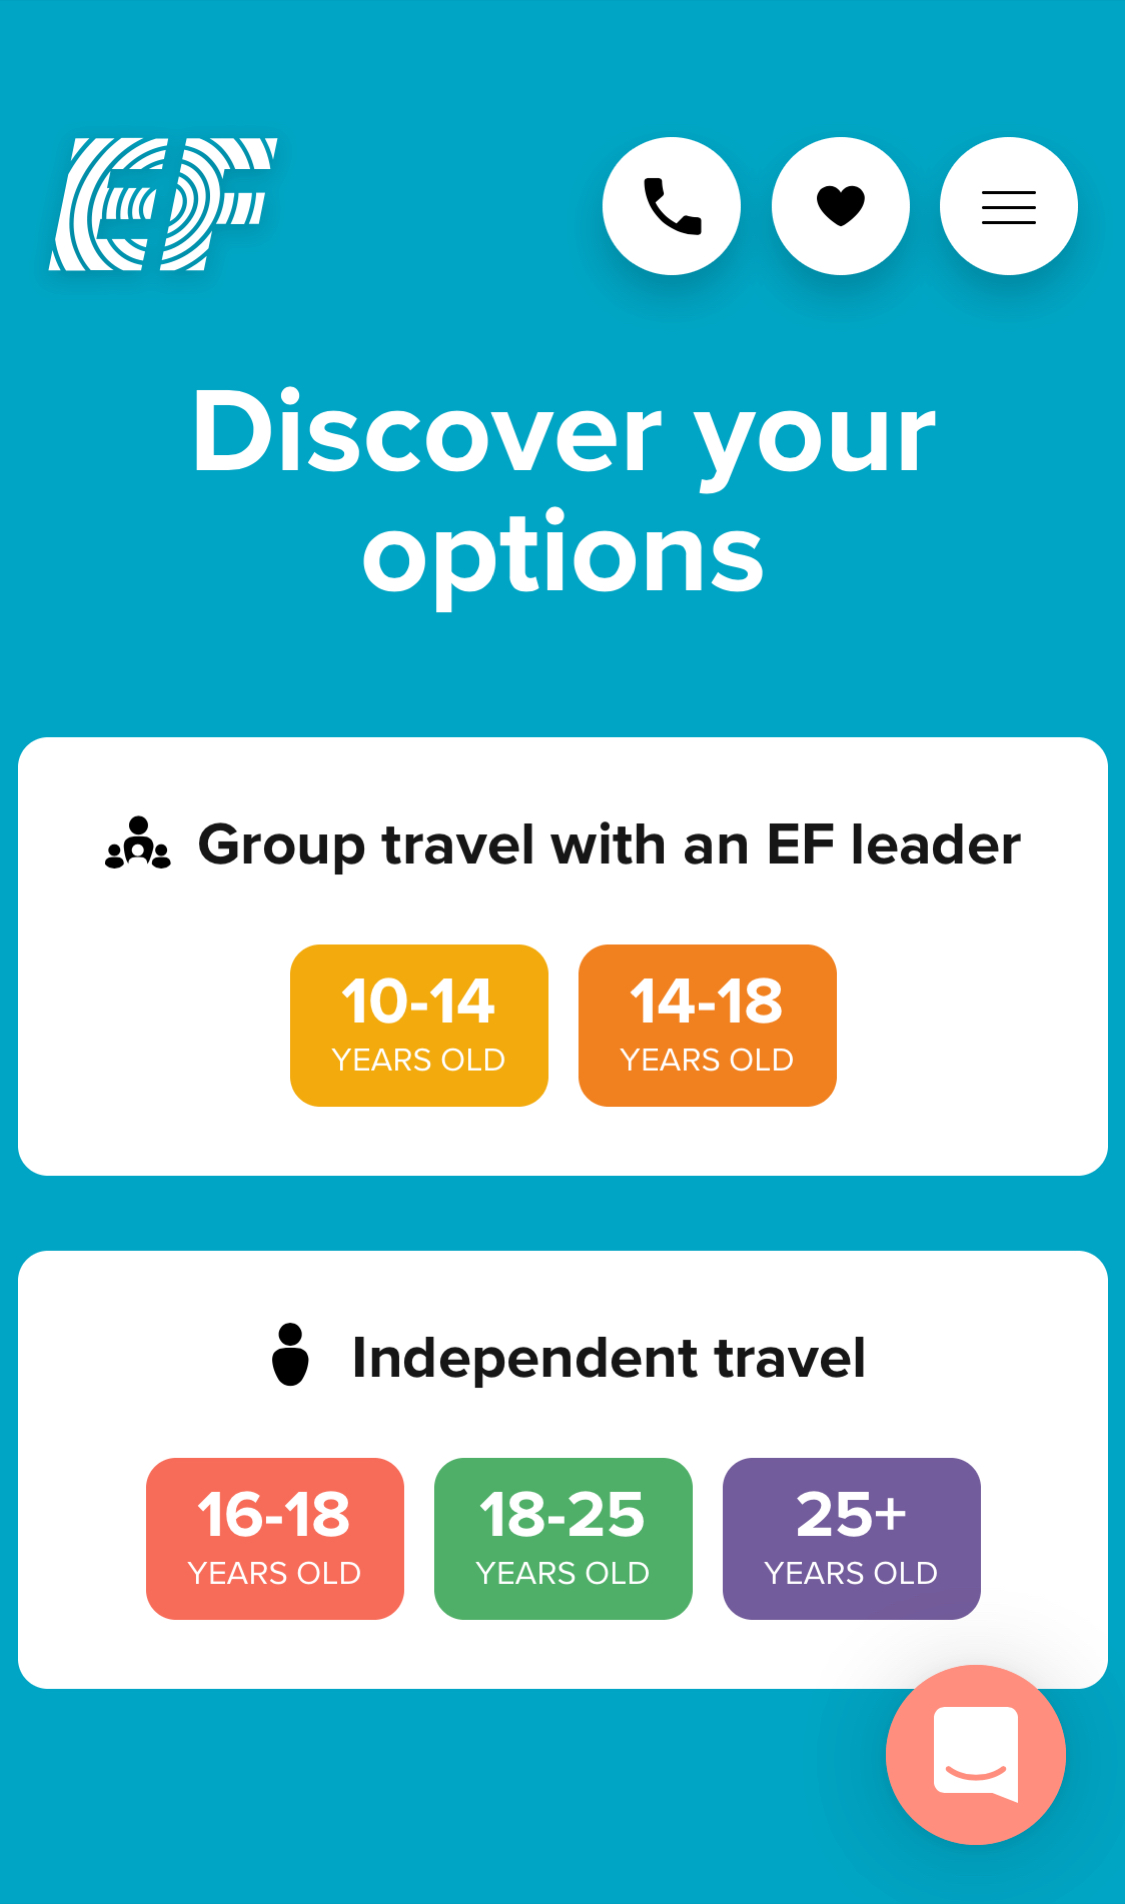 EF
Discover your
options
Group travel with an EF leader
10-14
YEARS OLD
14-18
YEARS OLD
Independent travel
16-18
YEARS OLD
18-25
YEARS OLD
25+
YEARS OLD